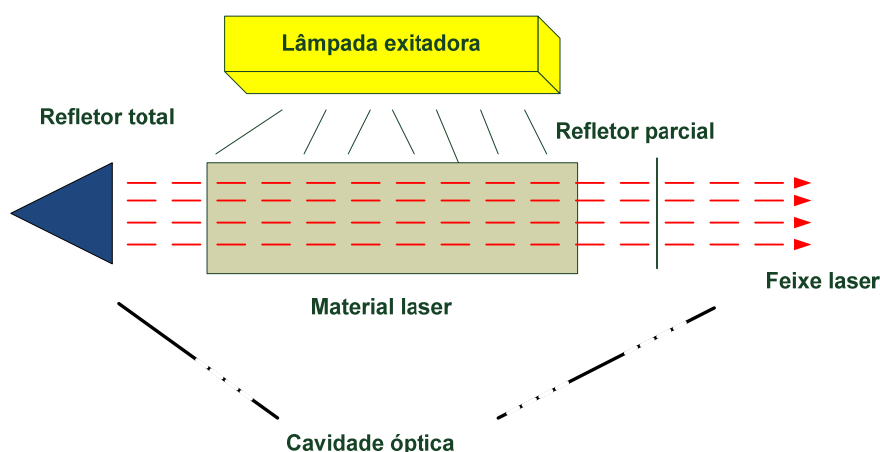 Lâmpada exitadora
Refletor total
Refletor parcial
Feixe laser
Material laser
Cavidade óptica